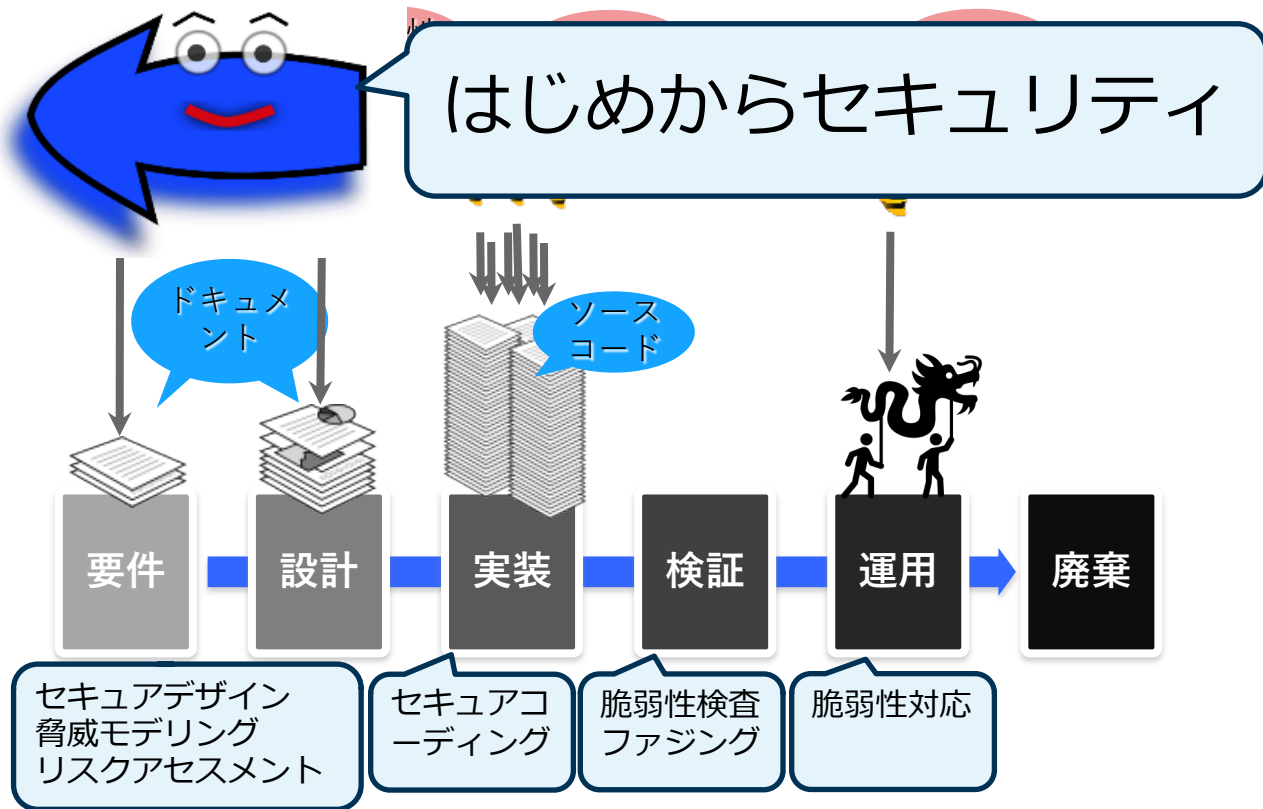 はじめからセキュリティ
ドキュメ
ント
ソース
コード
要件
設計
実装
検証
運用
廃棄
セキュアデザイン
脅威モデリング
リスクアセスメント
セキュアコ
ーディング
脆弱性検査
ファジング
脆弱性対応